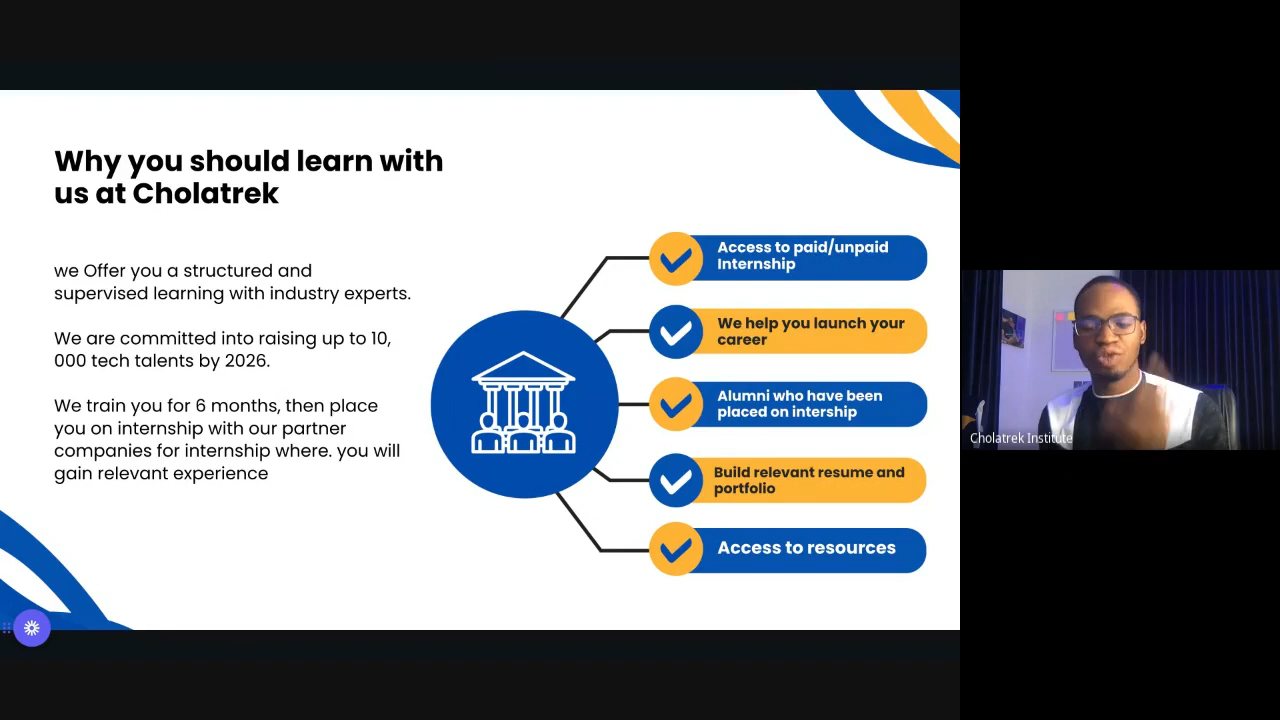 Why you should learn with
us at Cholatrek
we Offer you a structured and
supervised learning with industry experts.
We are committed into raising up to 10,
000 tech talents by 2026.
We train you for 6 months, then place
you on internship with our partner
companies for internship where. you will
gain relevant experience
Access to paid/unpaid
Internship
We help you launch your
career
Alumni who have been
placed on intership
Build relevant resume and
portfolio
Access to resources
Cholatrek Institute